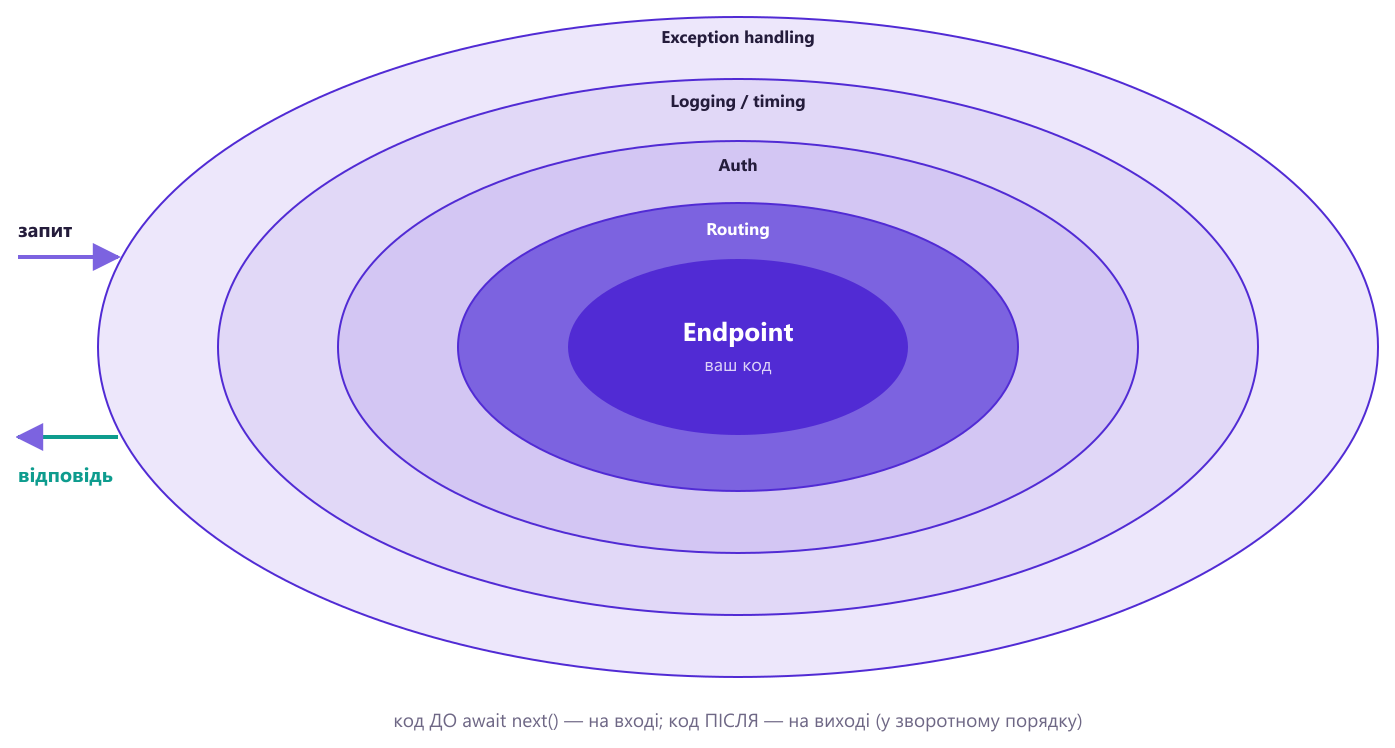 Exception handling
Logging / timing
Auth
запит
Routing
Endpoint
ваш код
відповідь
код ДО await next() — на вході; код ПІСЛЯ — на виході (у зворотному порядку)